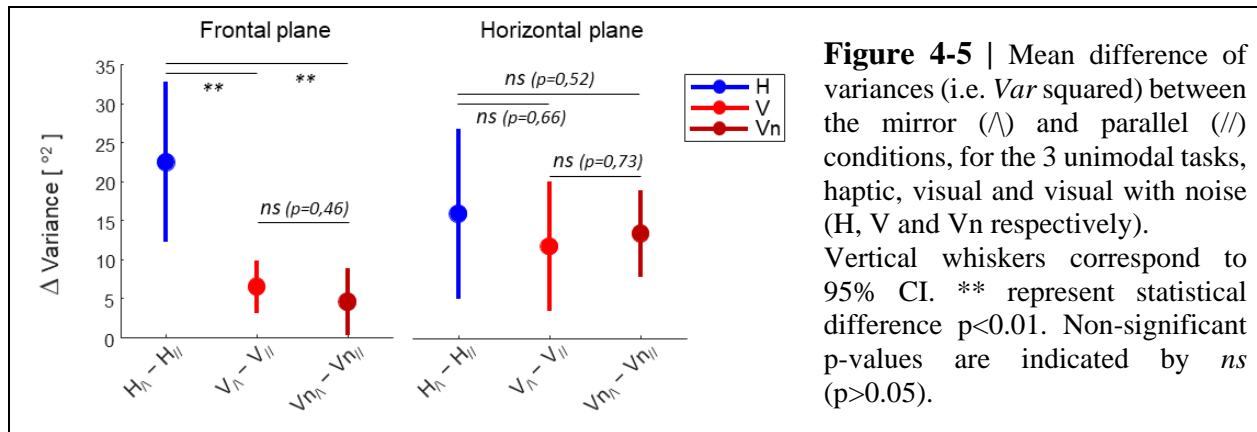 Frontal plane
Horizontal plane
35
30
25
20
15
10
5
0
Δ Variance [ °² ]
**
**
ns (p=0,46)
H/\ – H//
V/\ – V//
Vn/\ – Vn//
ns (p=0,52)
ns (p=0,66)
ns (p=0,73)
H/\ – H//
V/\ – V//
Vn/\ – Vn//
H
V
Vn
Figure 4-5 | Mean difference of
variances (i.e. Var squared) between
the mirror (/\) and parallel (//)
conditions, for the 3 unimodal tasks,
haptic, visual and visual with noise
(H, V and Vn respectively).
Vertical whiskers correspond to
95% CI. ** represent statistical
difference p<0.01. Non-significant
p-values are indicated by ns
(p>0.05).